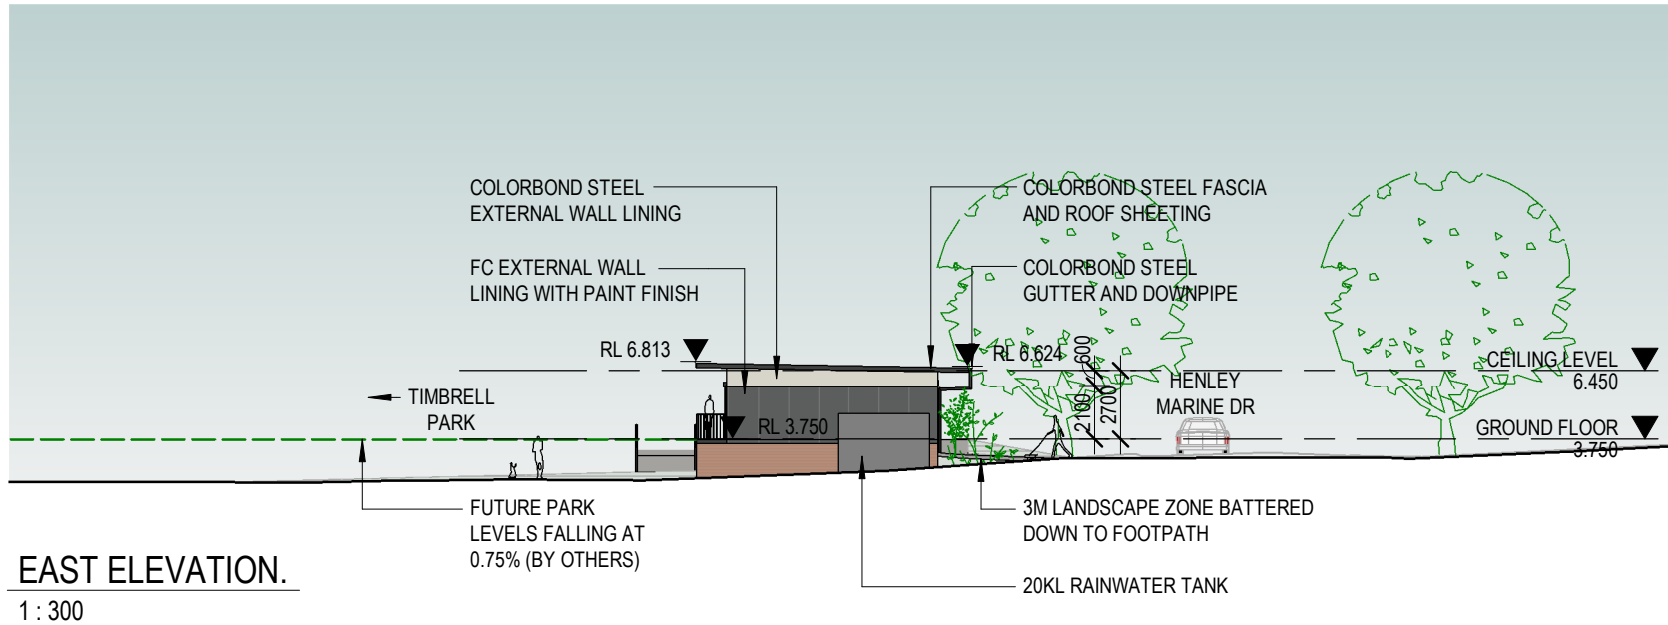 COLORBOND STEEL
EXTERNAL WALL LINING
COLORBOND STEEL FASCIA
AND ROOF SHEETING
FC EXTERNAL WALL
LINING WITH PAINT FINISH
COLORBOND STEEL
GUTTER AND DOWNPIPE
RL 6.813
RL 6.624
600
CEILING LEVEL
6.450
TIMBRELL
PARK
HENLEY
MARINE DR
2100
2700
RL 3.750
GROUND FLOOR
3.750
FUTURE PARK
LEVELS FALLING AT
0.75% (BY OTHERS)
3M LANDSCAPE ZONE BATTERED
DOWN TO FOOTPATH
20KL RAINWATER TANK
EAST ELEVATION.
1 : 300